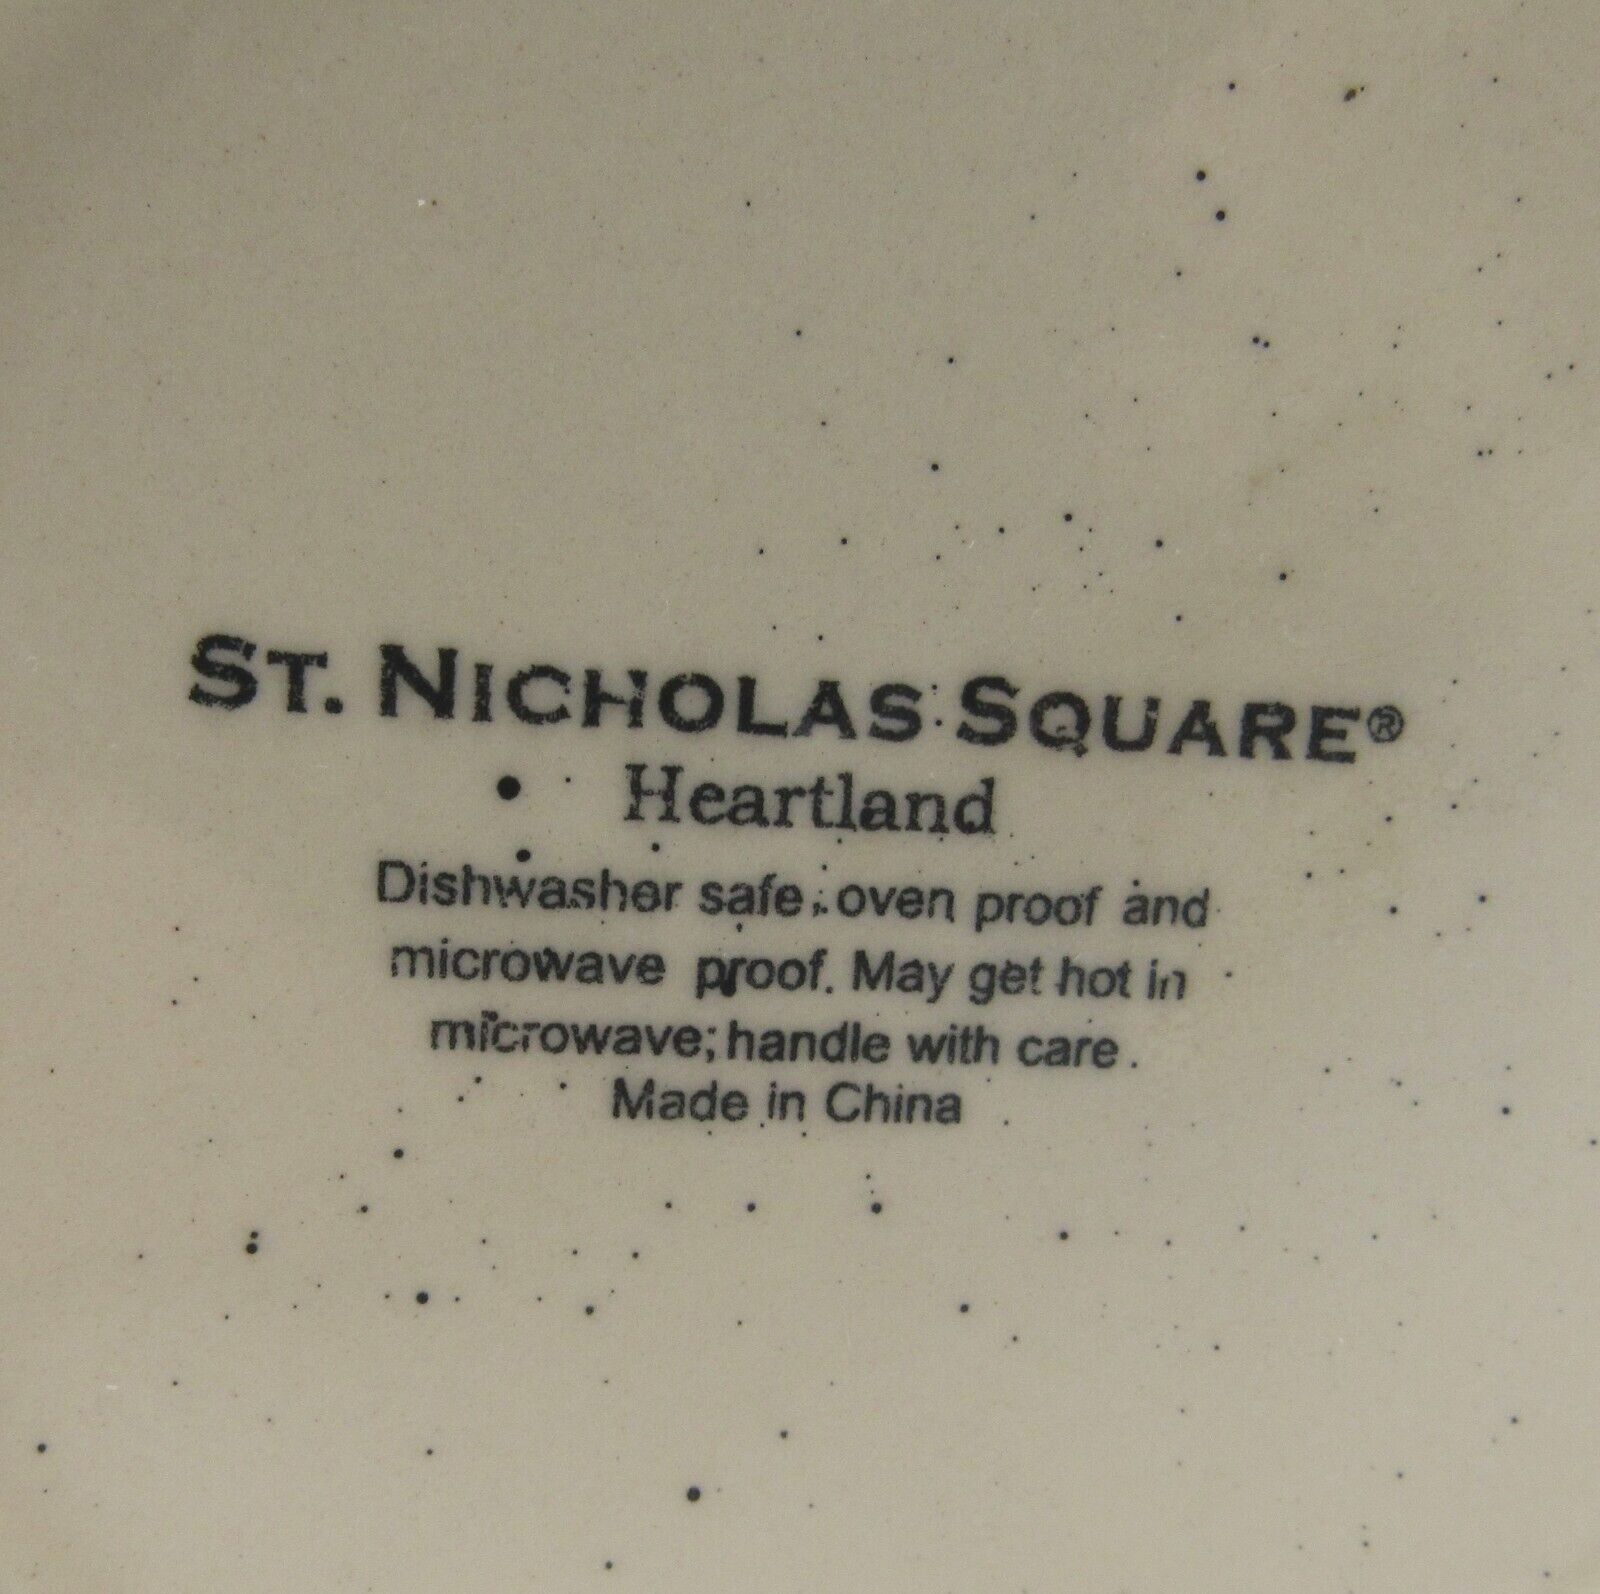 ST. NICHOLAS SQUARE®
Heartland
Dishwasher safe, oven proof and
microwave proof. May get hot in
microwave; handle with care.
Made in China